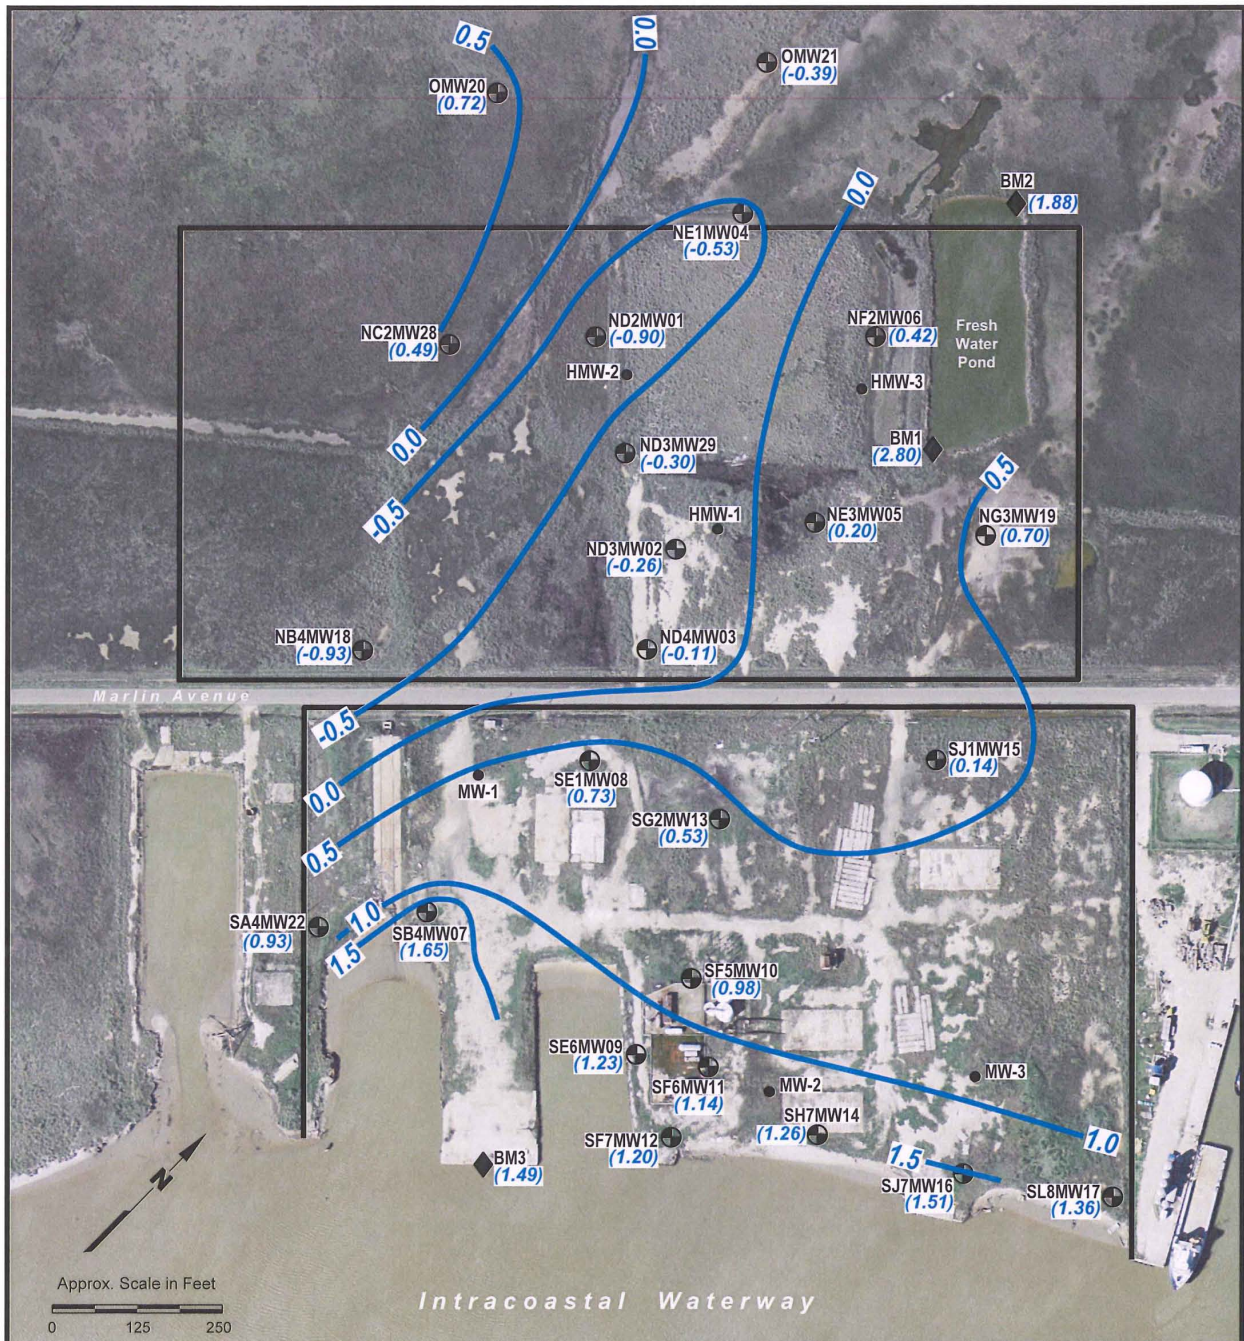 0.5
0.0
OMW21
(-0.39)
OMW20
(0.72)
BM2
(1.88)
0.0
NE1MW04
(-0.53)
NC2MW28
(0.49)
ND2MW01
(-0.90)
NF2MW06
(0.42)
Fresh
Water
Pond
HMW-2
HMW-3
0.0
BM1
(2.80)
ND3MW29
(-0.30)
0.5
-0.5
HMW-1
NE3MW05
(0.20)
NG3MW19
(0.70)
ND3MW02
(-0.26)
NB4MW18
(-0.93)
ND4MW03
(-0.11)
Marlin Avenue
-0.5
0.0
MW-1
SE1MW08
(0.73)
SJ1MW15
(0.14)
SG2MW13
(0.53)
0.5
SA4MW22
(0.93)
1.0
1.5
SB4MW07
(1.65)
SF5MW10
(0.98)
SE6MW09
(1.23)
SF6MW11
(1.14)
MW-2
MW-3
SH7MW14
(1.26)
SF7MW12
(1.20)
1.0
BM3
(1.49)
1.5
SJ7MW16
(1.51)
SL8MW17
(1.36)
N
Approx. Scale in Feet
0 125 250
Intracoastal Waterway